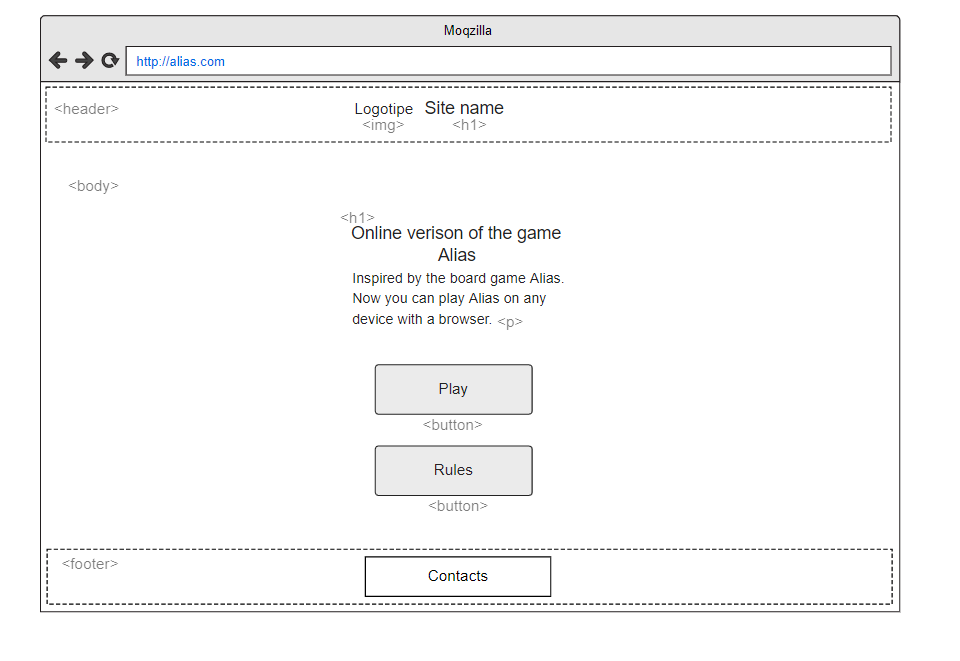 Moqzilla
http://alias.com
<header>
Logotipe Site name
<img> <h1>
<body>
<h1>
Online verison of the game
Alias
Inspired by the board game Alias.
Now you can play Alias on any
device with a browser. <p>
Play
<button>
Rules
<button>
<footer>
Contacts